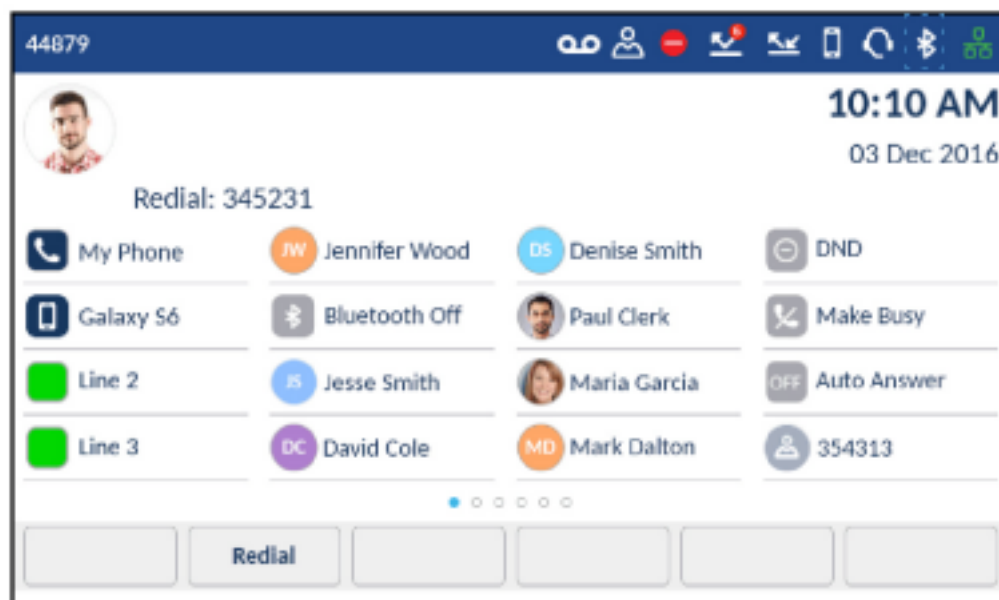 44879
6
10:10 AM
03 Dec 2016
Redial: 345231
My Phone
JW Jennifer Wood
DS Denise Smith
DND
Galaxy S6
Bluetooth Off
Paul Clerk
Make Busy
Line 2
JS Jesse Smith
Maria Garcia
OFF Auto Answer
Line 3
DC David Cole
MD Mark Dalton
354313
Redial